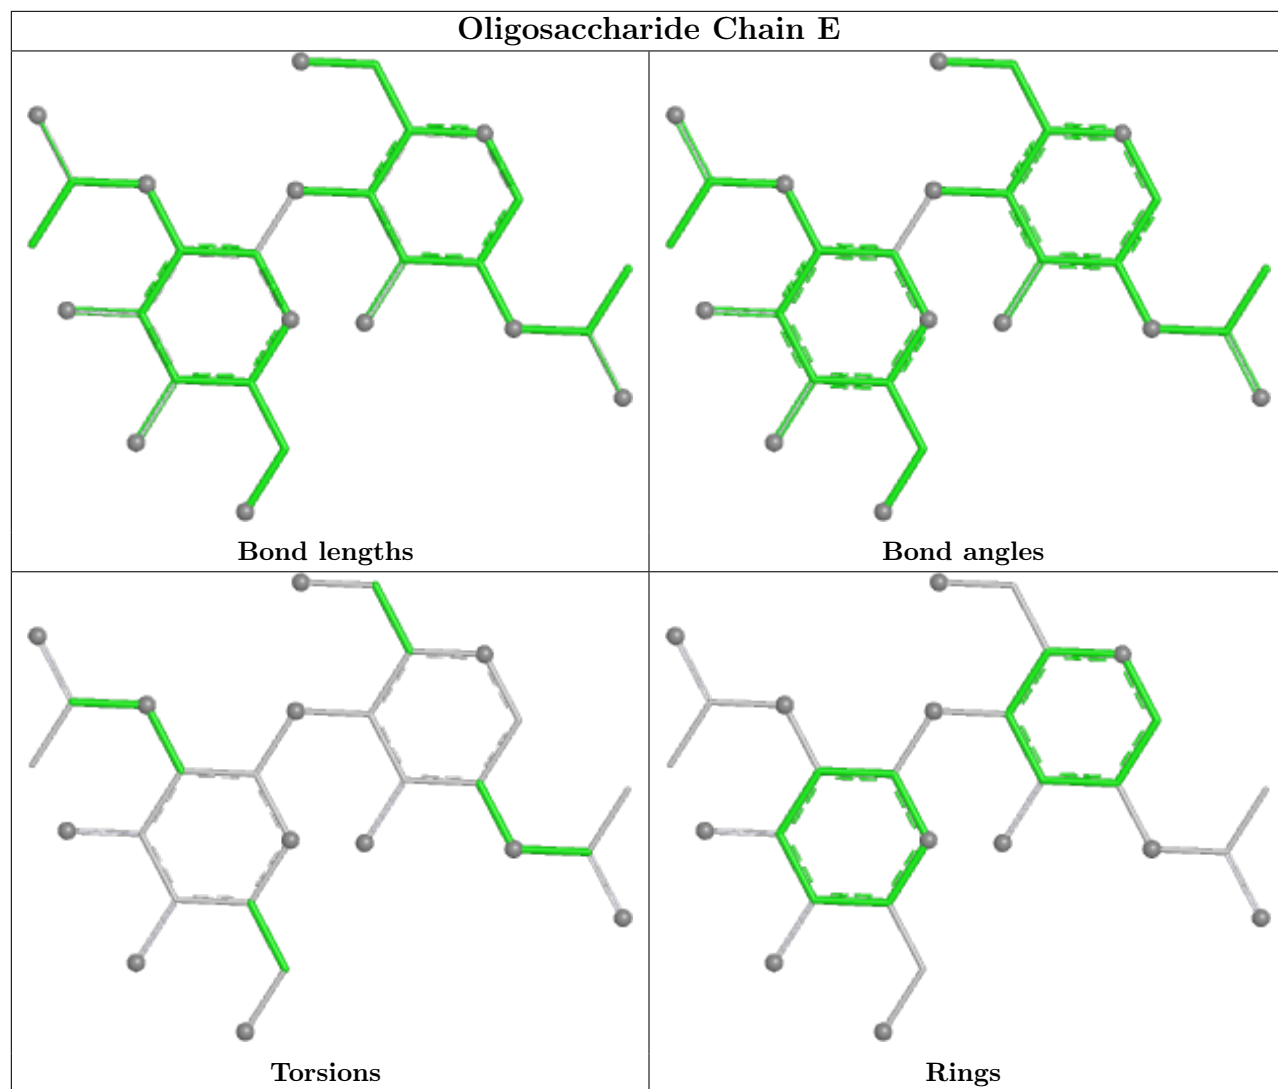 Oligosaccharide Chain E
Bond lengths
Bond angles
Torsions
Rings